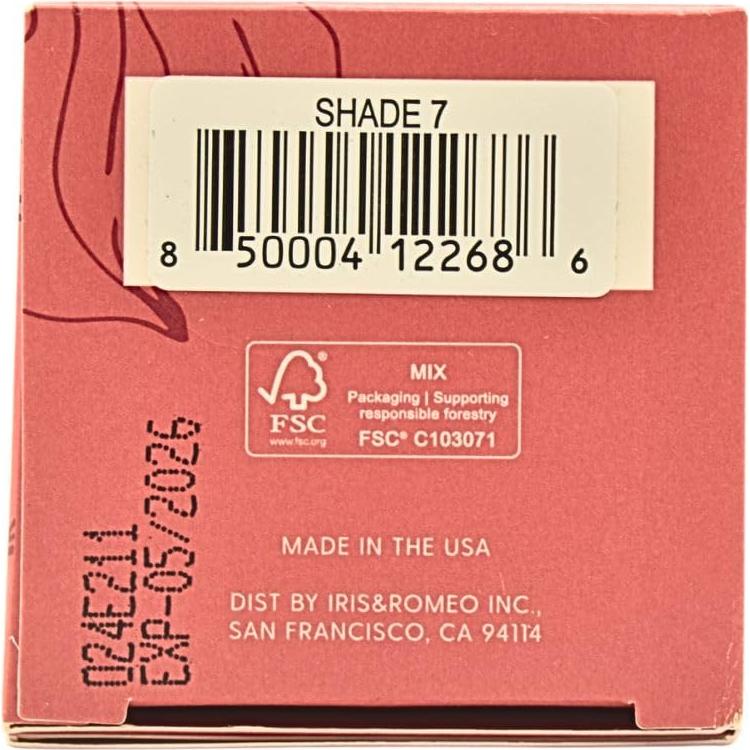 SHADE 7
8 50004 12268 6
FSC®
www.fsc.org
MIX
Packaging | Supporting
responsible forestry
FSC® C103071
024E211
EXP-05/2026
MADE IN THE USA
DIST BY IRIS&ROMEO INC.,
SAN FRANCISCO, CA 94114